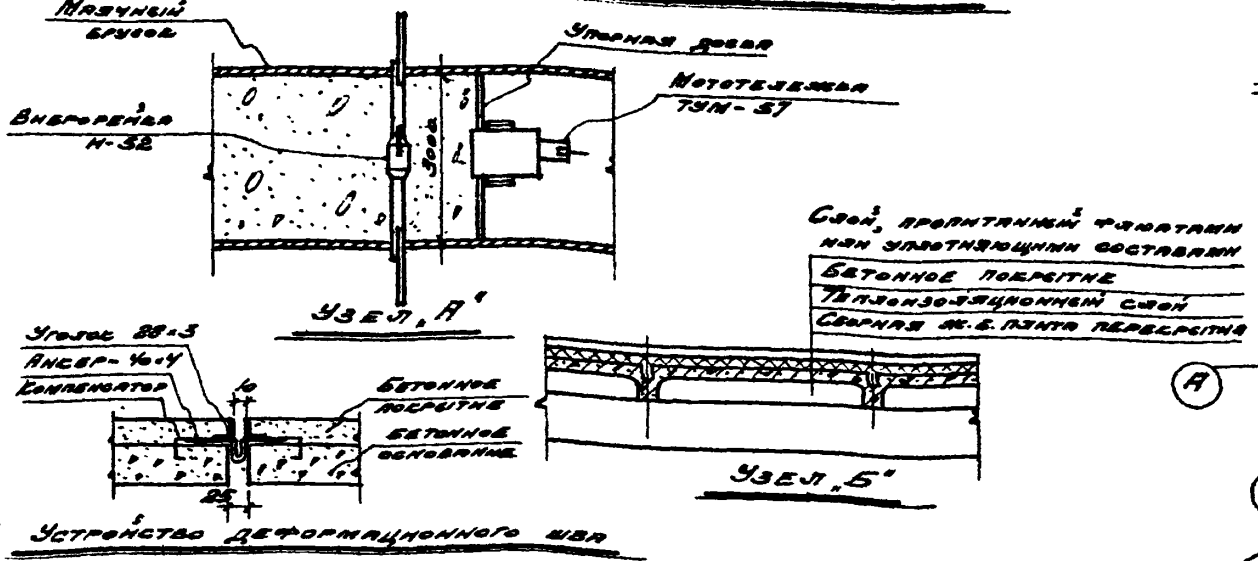 Маячный
брусок
Виброрейка
И-52
3000
Упорная доска
Мототележка
ТУМ-57
Узел „А"
Слой, пропитанный флюатами
или уплотняющими составами
Бетонное покрытие
Теплоизоляционный слой
Сборная ж.б. плита перекрытия
Узел „Б"
А
Уголок 28×3
Анкер-40×4
Компенсатор
10
Бетонное
покрытие
Бетонное
основание
25
Устройство деформационного шва